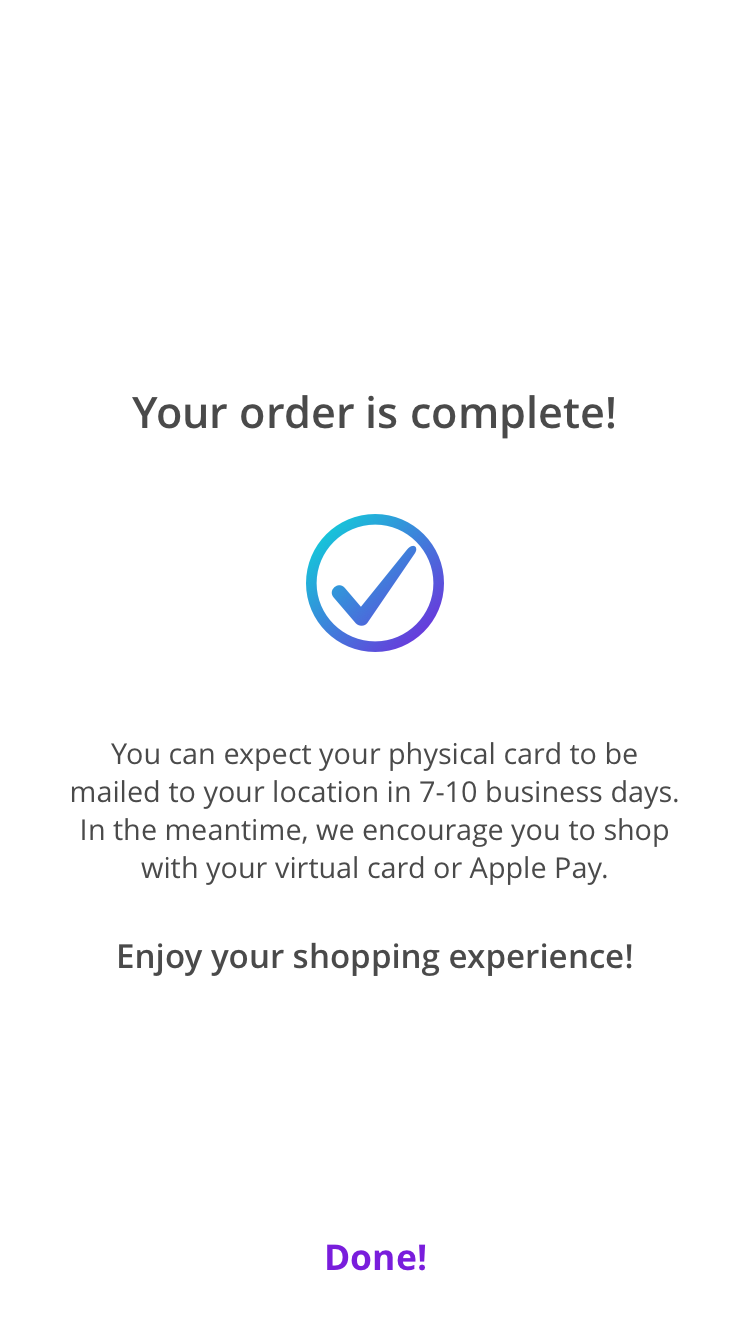 Your order is complete!
You can expect your physical card to be
mailed to your location in 7-10 business days.
In the meantime, we encourage you to shop
with your virtual card or Apple Pay.
Enjoy your shopping experience!
Done!